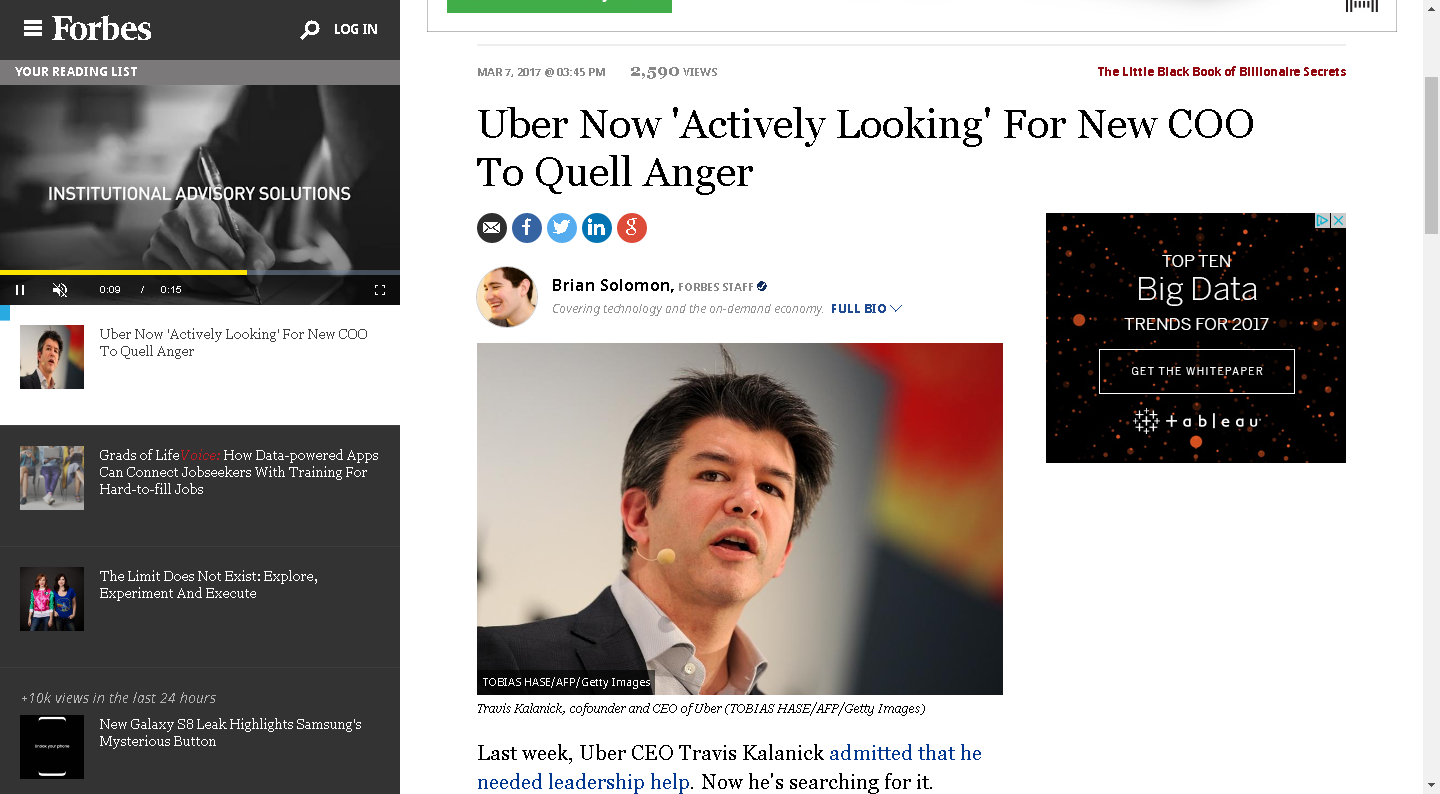 Forbes
LOG IN
YOUR READING LIST
INSTITUTIONAL ADVISORY SOLUTIONS
0:09 / 0:15
Uber Now 'Actively Looking' For New COO
To Quell Anger
Grads of LifeVoice: How Data-powered Apps
Can Connect Jobseekers With Training For
Hard-to-fill Jobs
The Limit Does Not Exist: Explore,
Experiment And Execute
+10k views in the last 24 hours
Unlock your phone
New Galaxy S8 Leak Highlights Samsung's
Mysterious Button
MAR 7, 2017 @ 03:45 PM 2,590 VIEWS
The Little Black Book of Billionaire Secrets
Uber Now 'Actively Looking' For New COO
To Quell Anger
f
in
g
Brian Solomon, FORBES STAFF
Covering technology and the on-demand economy. FULL BIO
TOBIAS HASE/AFP/Getty Images
Travis Kalanick, cofounder and CEO of Uber (TOBIAS HASE/AFP/Getty Images)
Last week, Uber CEO Travis Kalanick admitted that he
needed leadership help. Now he's searching for it.
TOP TEN
Big Data
TRENDS FOR 2017
GET THE WHITEPAPER
+ableau